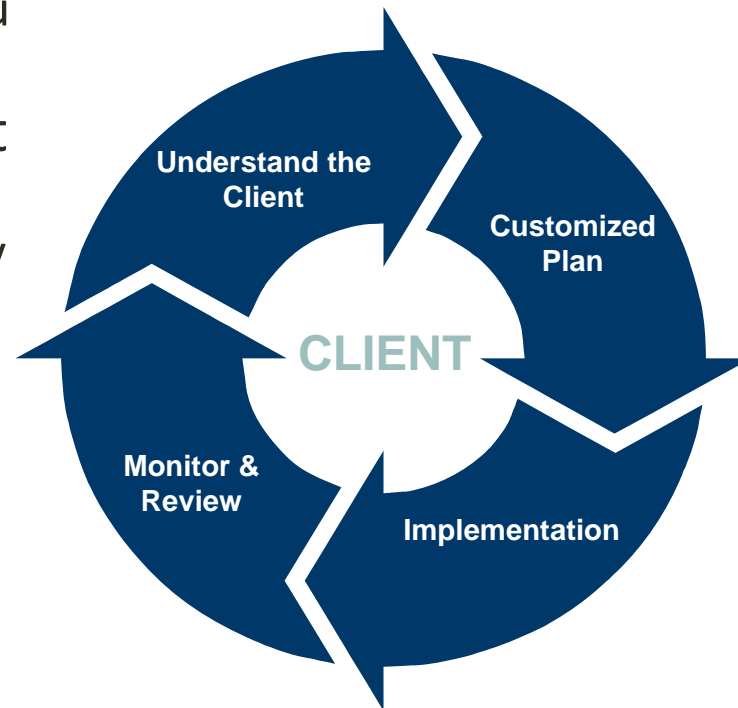 Understand the
Client
Customized
Plan
CLIENT
Monitor &
Review
Implementation